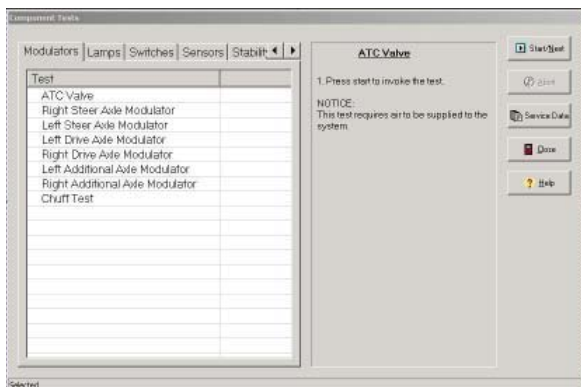 Component Tests
Modulators Lamps Switches Sensors Stabilit
Test
ATC Valve
Right Steer Axle Modulator
Left Steer Axle Modulator
Left Drive Axle Modulator
Right Drive Axle Modulator
Left Additional Axle Modulator
Right Additional Axle Modulator
Chuff Test
ATC Valve
1. Press start to invoke the test.
NOTICE:
This test requires air to be supplied to the
system.
Start/Next
Abort
Service Data
Close
Help
Selected